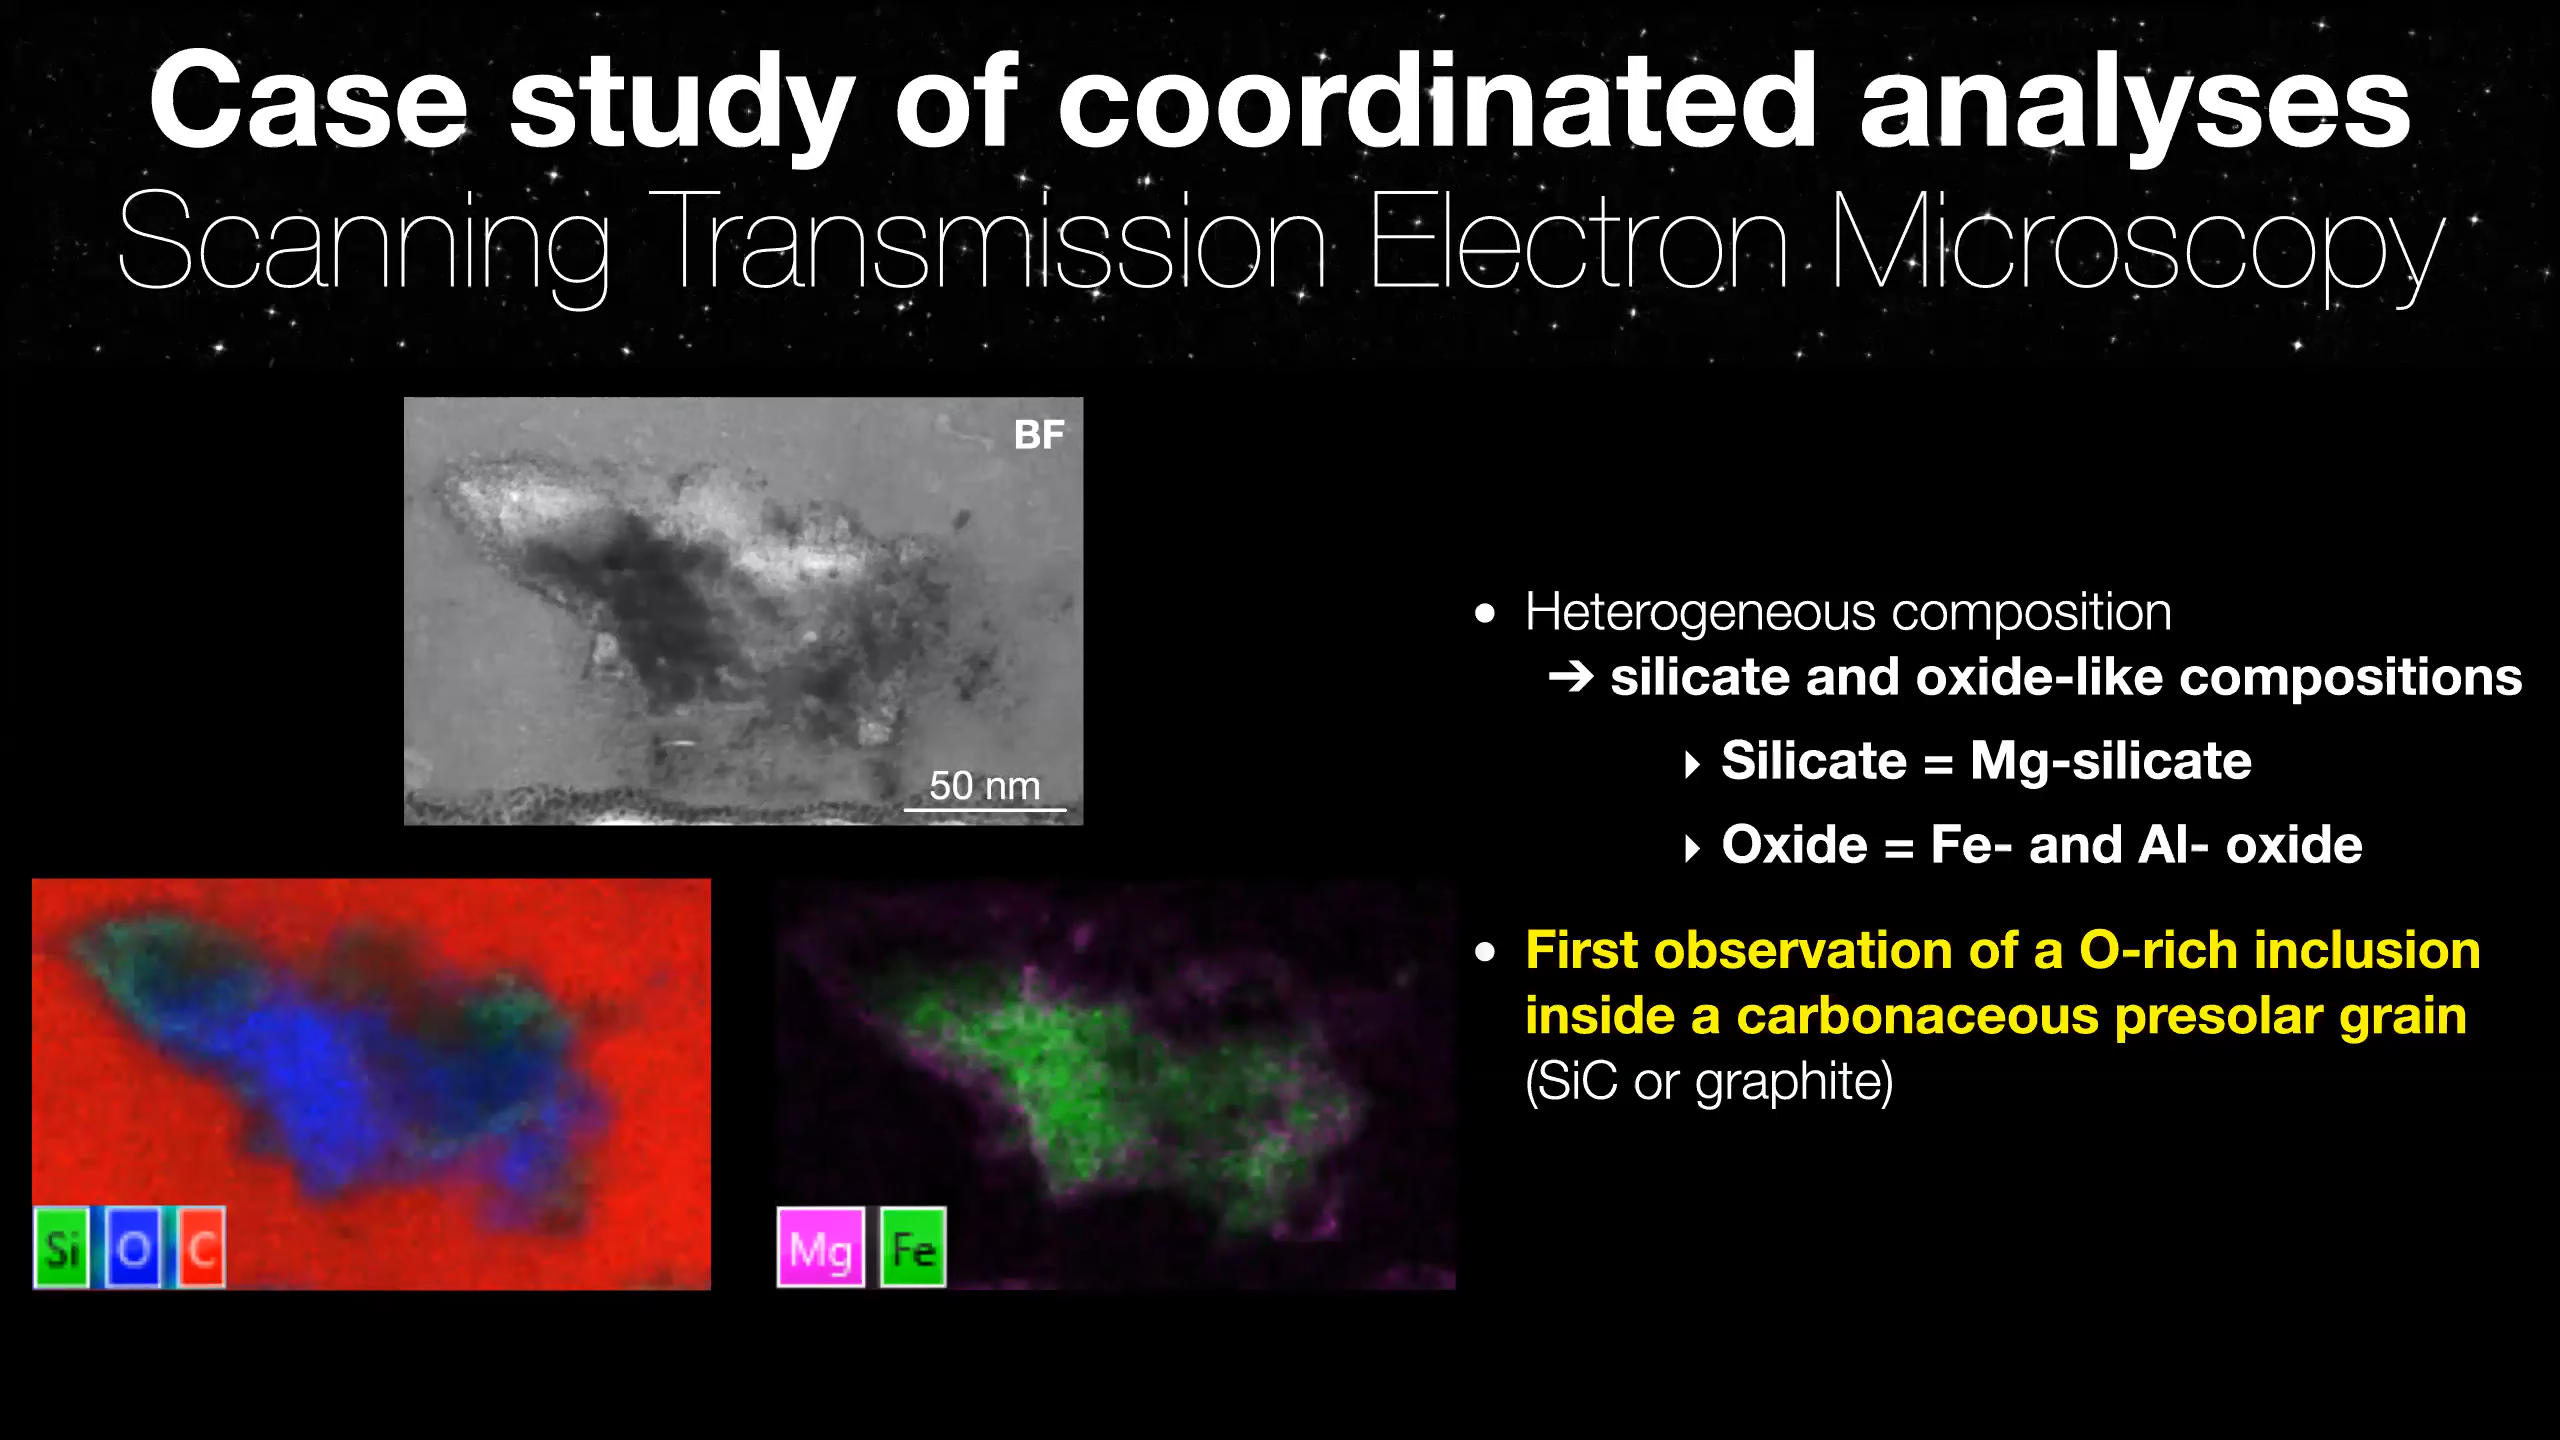 Case study of coordinated analyses
Scanning Transmission Electron Microscopy
BF
50 nm
Si O C
Mg Fe
• Heterogeneous composition
➔ silicate and oxide-like compositions
‣ Silicate = Mg-silicate
‣ Oxide = Fe- and Al- oxide
• First observation of a O-rich inclusion
inside a carbonaceous presolar grain
(SiC or graphite)